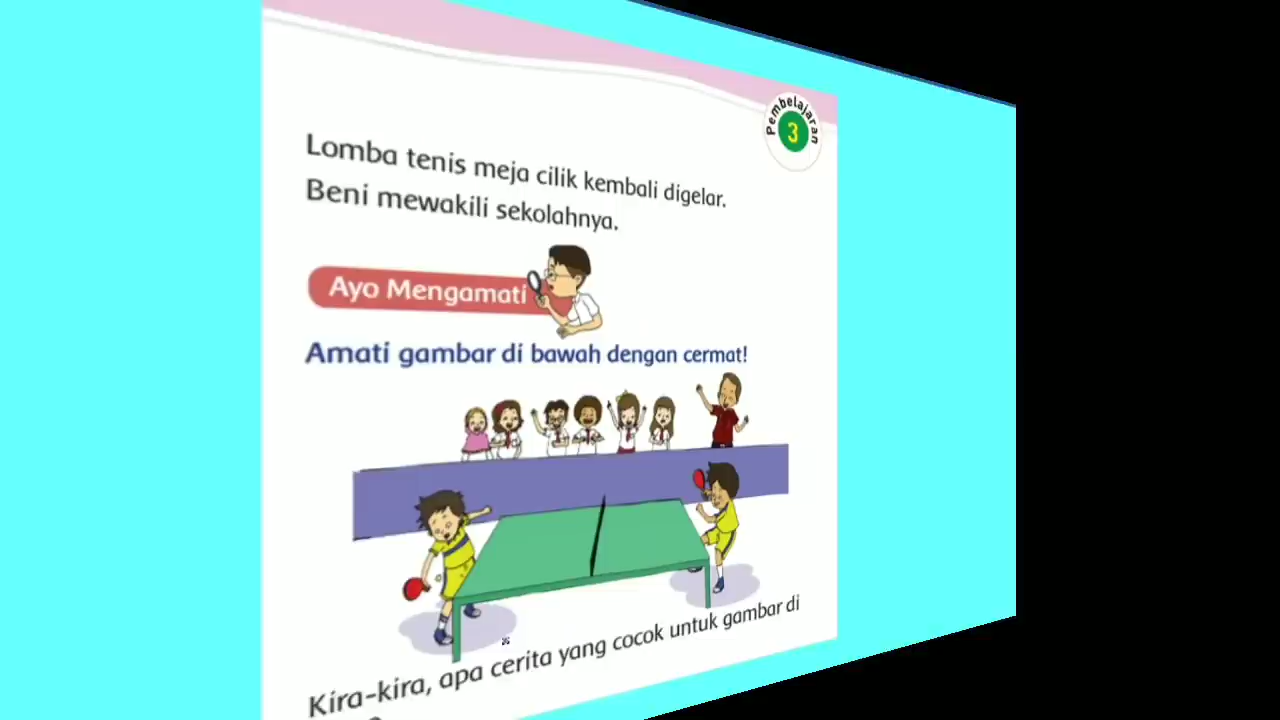 Pembelajaran
3
Lomba tenis meja cilik kembali digelar.
Beni mewakili sekolahnya.
Ayo Mengamati
Amati gambar di bawah dengan cermat!
Kira-kira, apa cerita yang cocok untuk gambar di